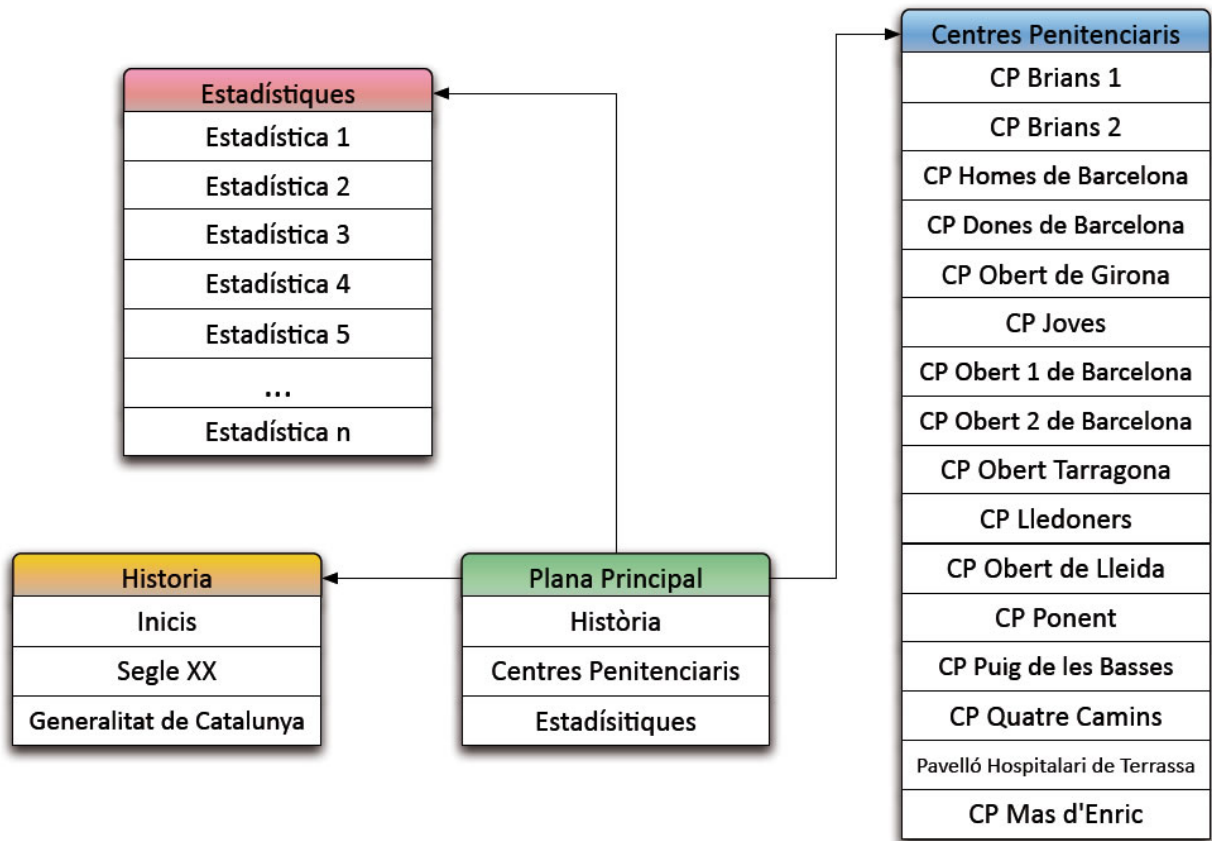 Estadístiques
Estadística 1
Estadística 2
Estadística 3
Estadística 4
Estadística 5
...
Estadística n
Historia
Inicis
Segle XX
Generalitat de Catalunya
Plana Principal
Història
Centres Penitenciaris
Estadísitiques
Centres Penitenciaris
CP Brians 1
CP Brians 2
CP Homes de Barcelona
CP Dones de Barcelona
CP Obert de Girona
CP Joves
CP Obert 1 de Barcelona
CP Obert 2 de Barcelona
CP Obert Tarragona
CP Lledoners
CP Obert de Lleida
CP Ponent
CP Puig de les Basses
CP Quatre Camins
Pavelló Hospitalari de Terrassa
CP Mas d'Enric